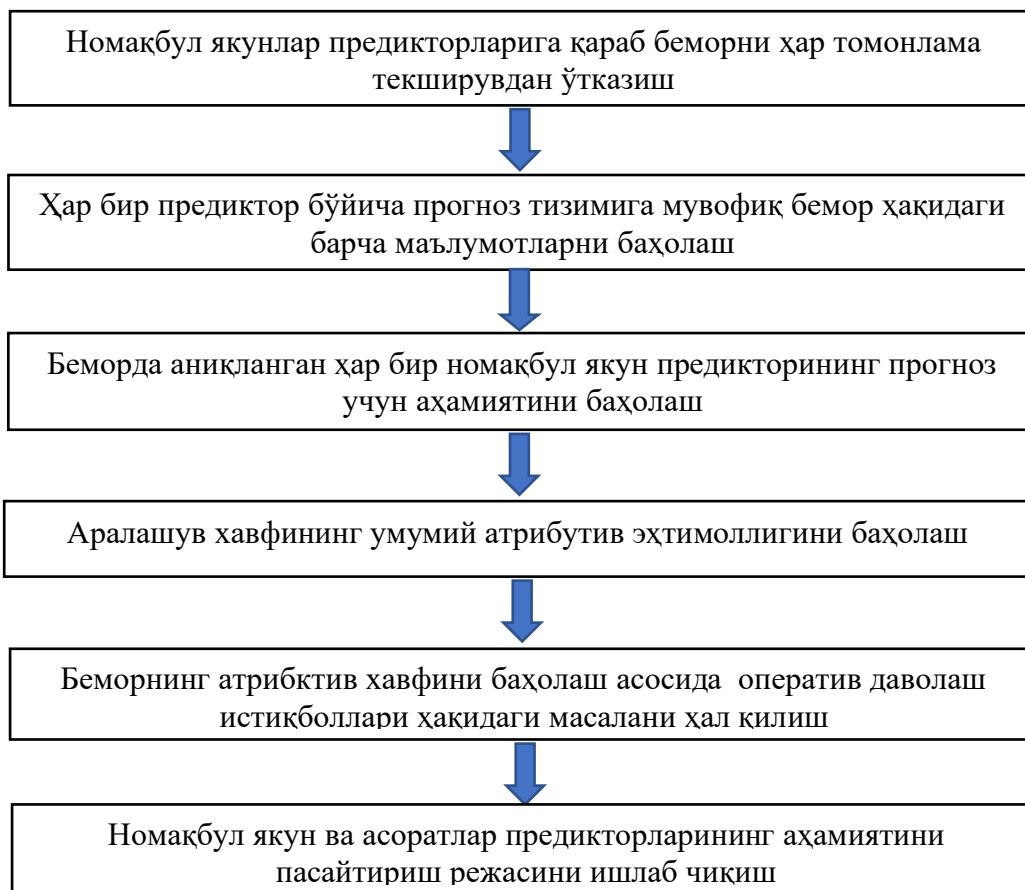 Номақбул якунлар предикторларига қараб беморни ҳар томонлама
текширувдан ўтказиш
Ҳар бир предиктор бўйича прогноз тизимига мувофиқ бемор ҳақидаги
барча маълумотларни баҳолаш
Беморда аниқланган ҳар бир номақбул якун предикторининг прогноз
учун аҳамиятини баҳолаш
Аралашув хавфининг умумий атрибутив эҳтимоллигини баҳолаш
Беморнинг атрибктив хавфини баҳолаш асосида оператив даволаш
истиқболлари ҳақидаги масалани ҳал қилиш
Номақбул якун ва асоратлар предикторларининг аҳамиятини
пасайтириш режасини ишлаб чиқиш